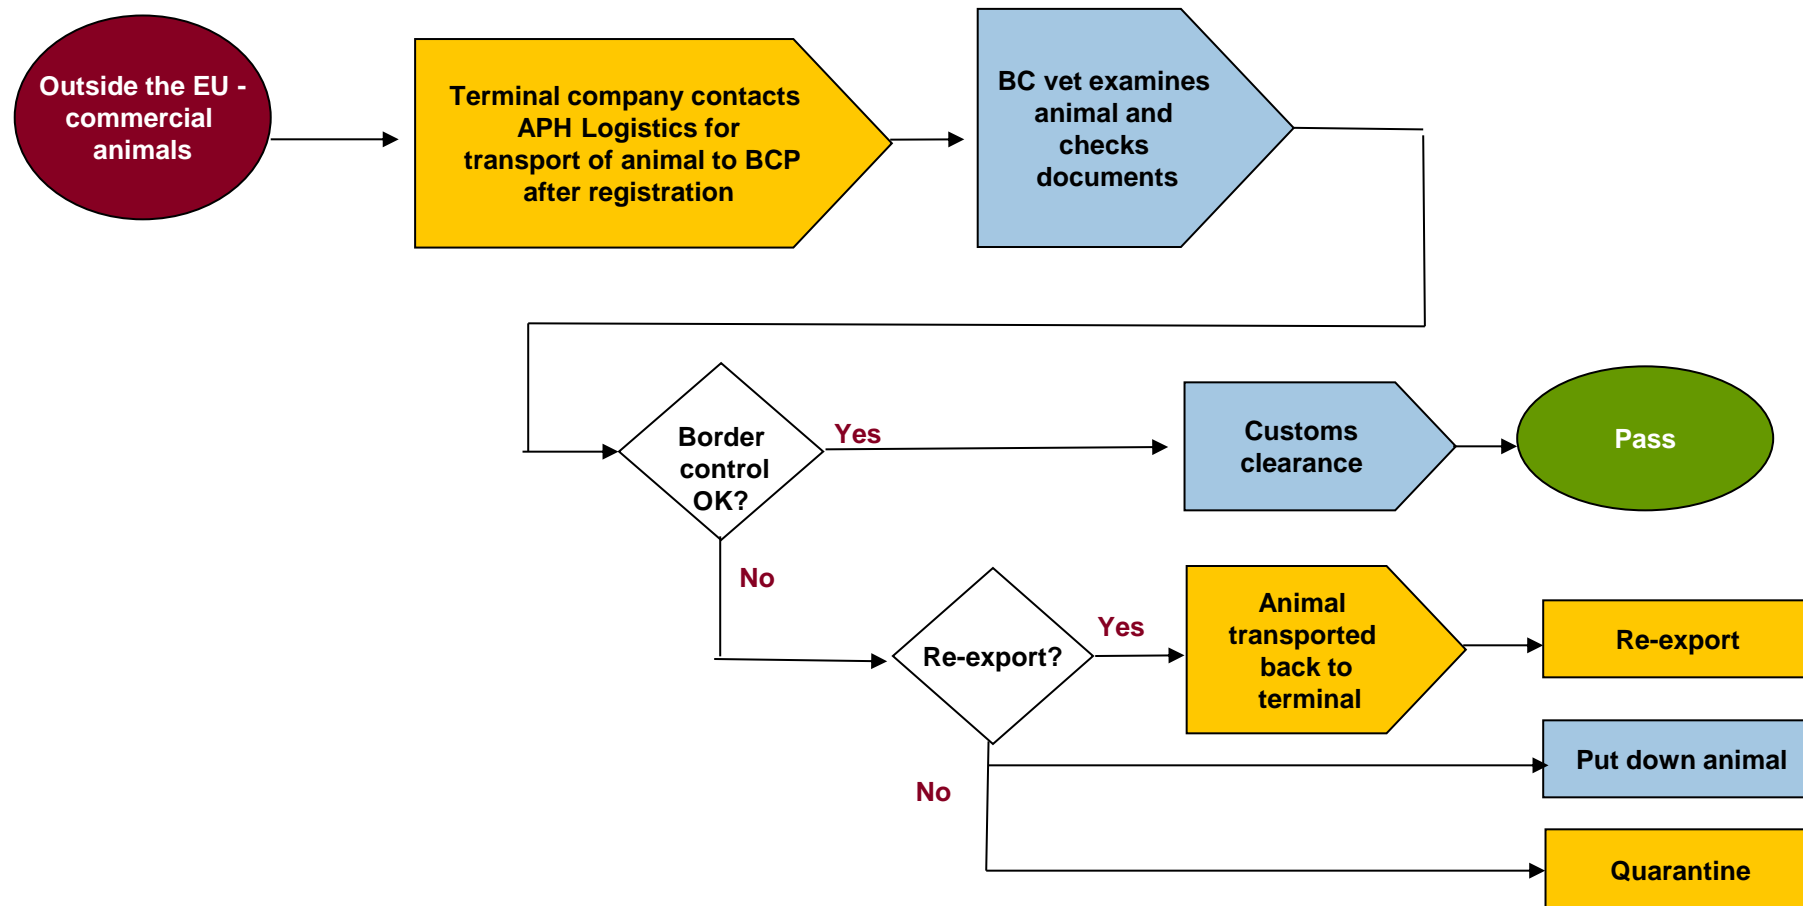 Outside the EU -
commercial
animals
Terminal company contacts
APH Logistics for
transport of animal to BCP
after registration
BC vet examines
animal and
checks
documents
Border
control
OK?
Yes
Customs
clearance
Pass
No
Re-export?
Yes
Animal
transported
back to
terminal
Re-export
No
Put down animal
Quarantine